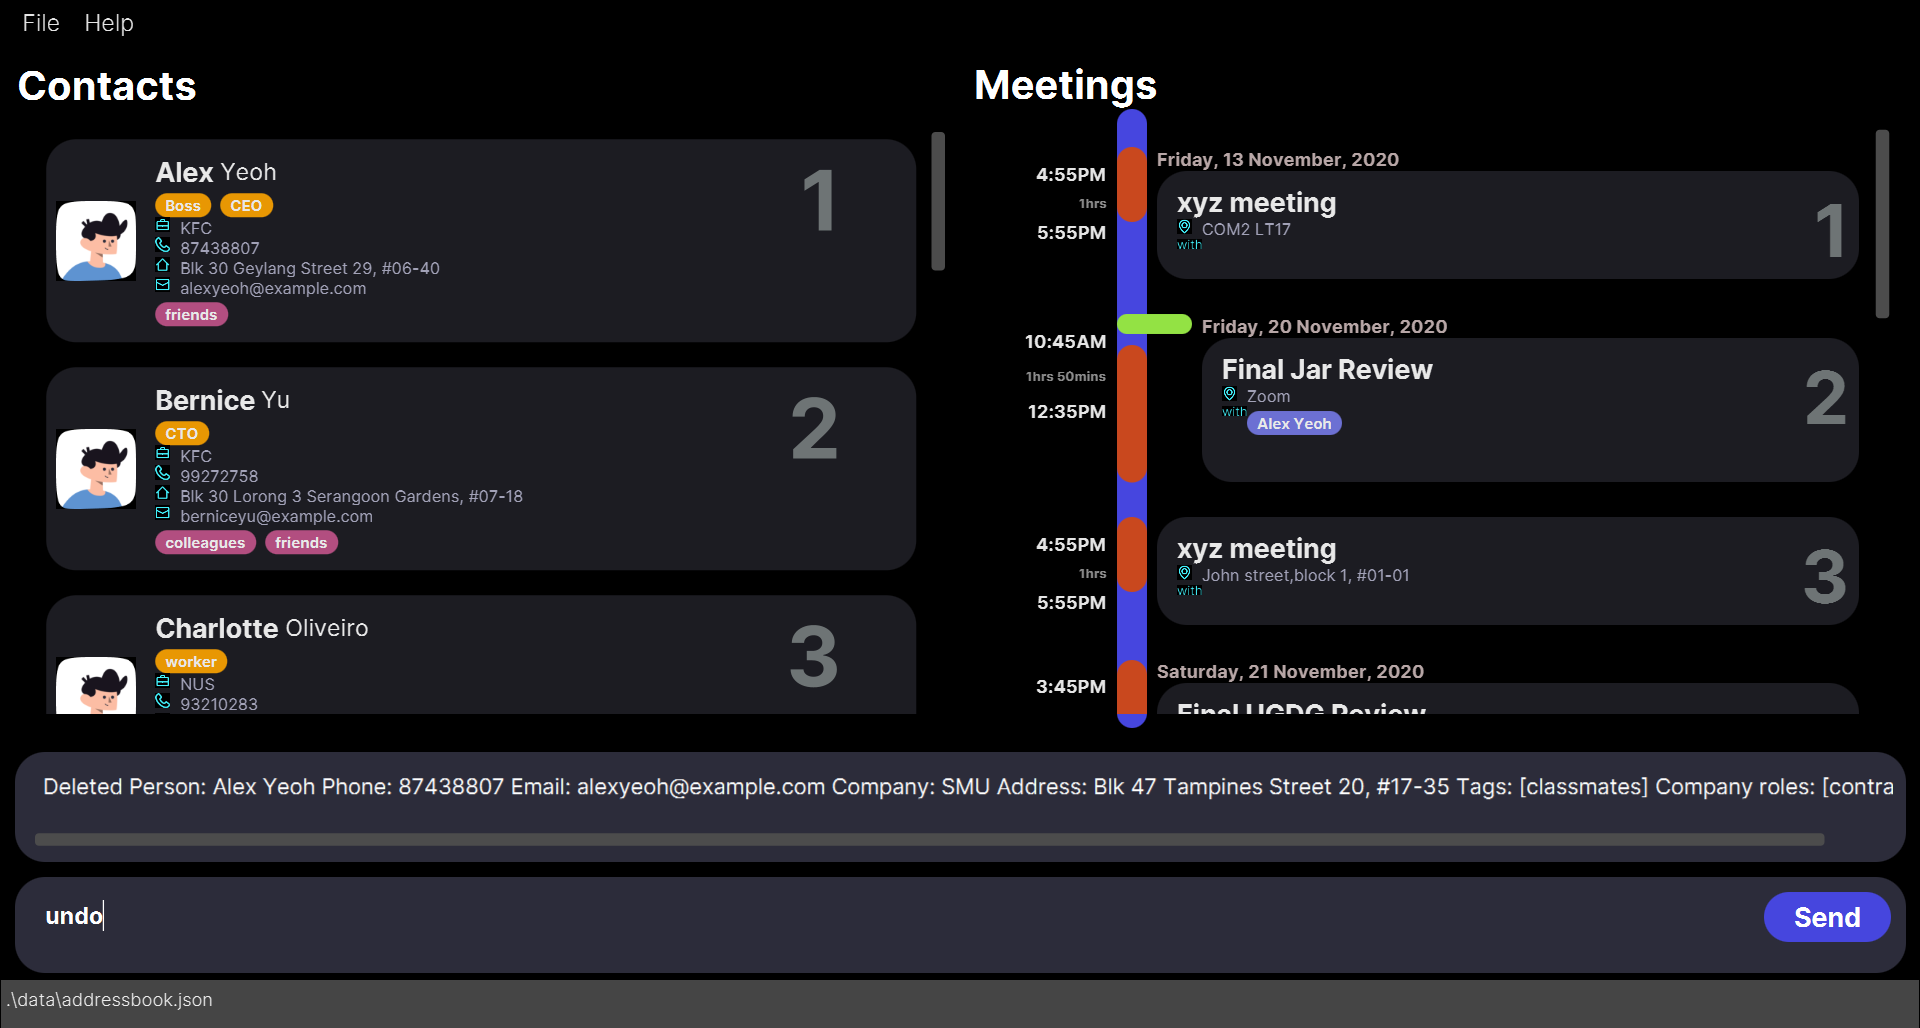 File Help
Contacts
Alex Yeoh
Boss CEO
KFC
87438807
Blk 30 Geylang Street 29, #06-40
alexyeoh@example.com
friends
1
Bernice Yu
CTO
KFC
99272758
Blk 30 Lorong 3 Serangoon Gardens, #07-18
berniceyu@example.com
colleagues friends
2
Charlotte Oliveiro
worker
NUS
93210283
3
Meetings
Friday, 13 November, 2020
4:55PM
1hrs
5:55PM
xyz meeting
COM2 LT17
with
1
Friday, 20 November, 2020
10:45AM
1hrs 50mins
12:35PM
Final Jar Review
Zoom
with
Alex Yeoh
2
4:55PM
1hrs
5:55PM
xyz meeting
John street,block 1, #01-01
with
3
Saturday, 21 November, 2020
3:45PM
Final UGDG Review
Deleted Person: Alex Yeoh Phone: 87438807 Email: alexyeoh@example.com Company: SMU Address: Blk 47 Tampines Street 20, #17-35 Tags: [classmates] Company roles: [contra
undo
Send
.\data\addressbook.json